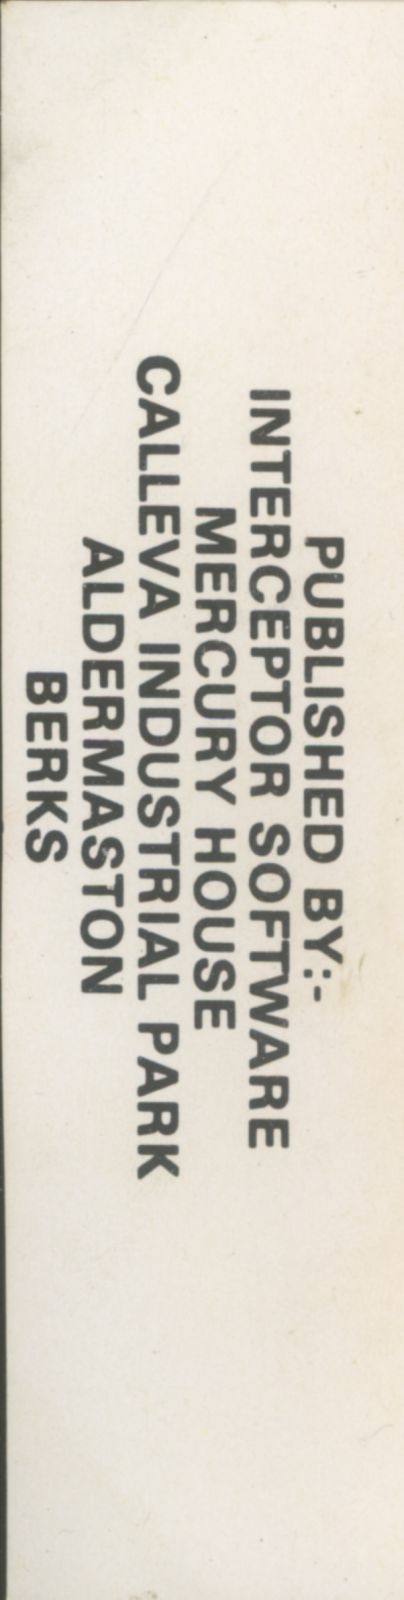 PUBLISHED BY:-
INTERCEPTOR SOFTWARE
MERCURY HOUSE
CALLEVA INDUSTRIAL PARK
ALDERMASTON
BERKS